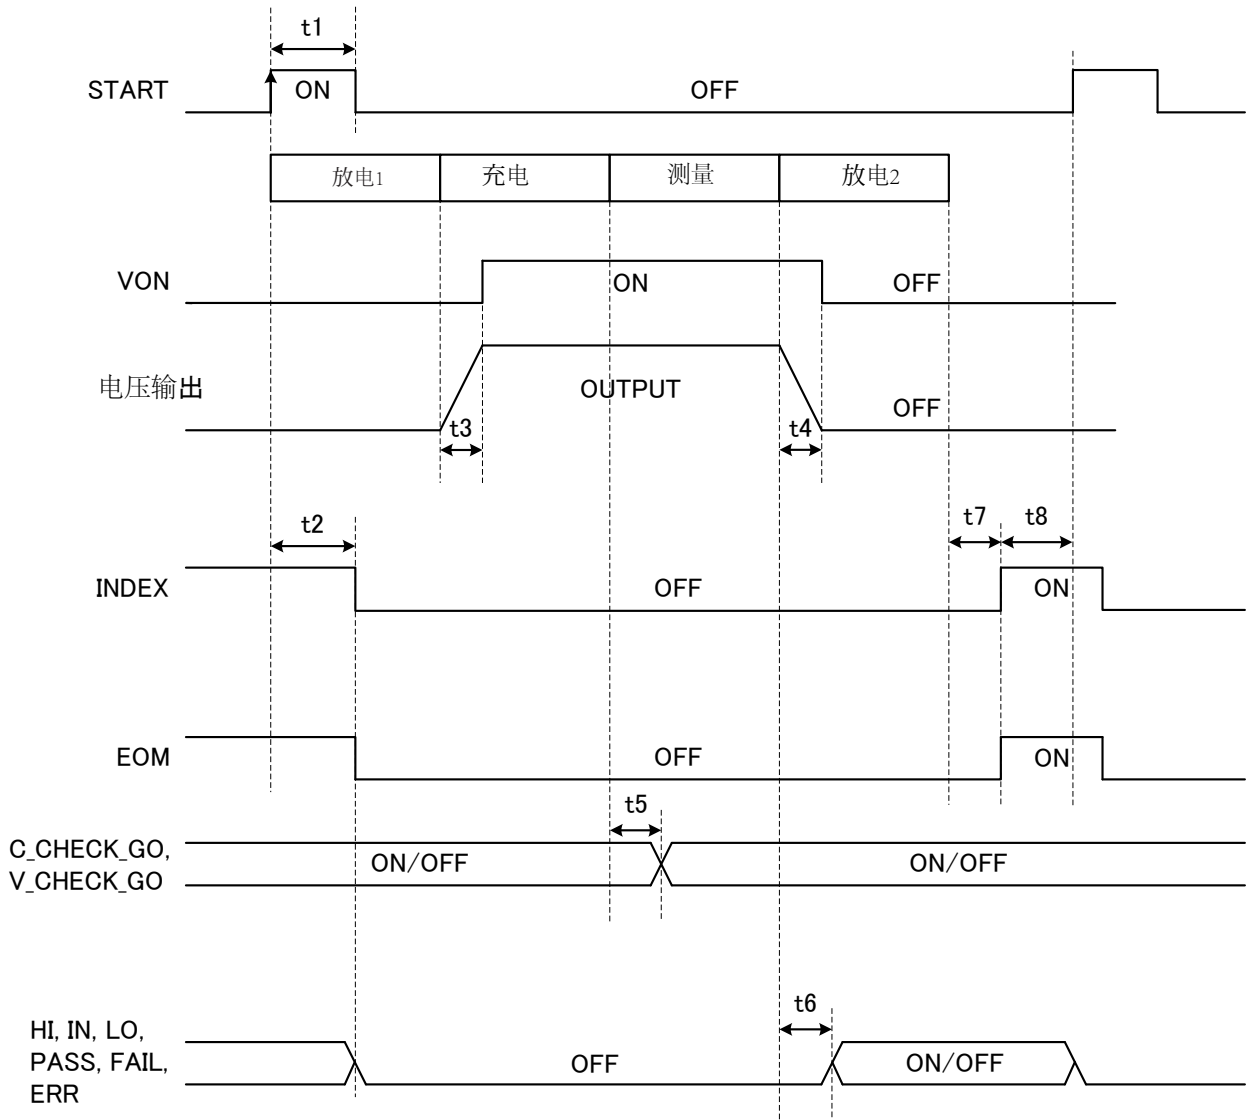 t1
START
ON
OFF
放电1
充电
测量
放电2
VON
ON
OFF
电压输出
OUTPUT
OFF
t3
t4
t2
t7
t8
INDEX
OFF
ON
EOM
OFF
ON
t5
C_CHECK_GO,
V_CHECK_GO
ON/OFF
ON/OFF
t6
HI, IN, LO,
PASS, FAIL,
ERR
OFF
ON/OFF